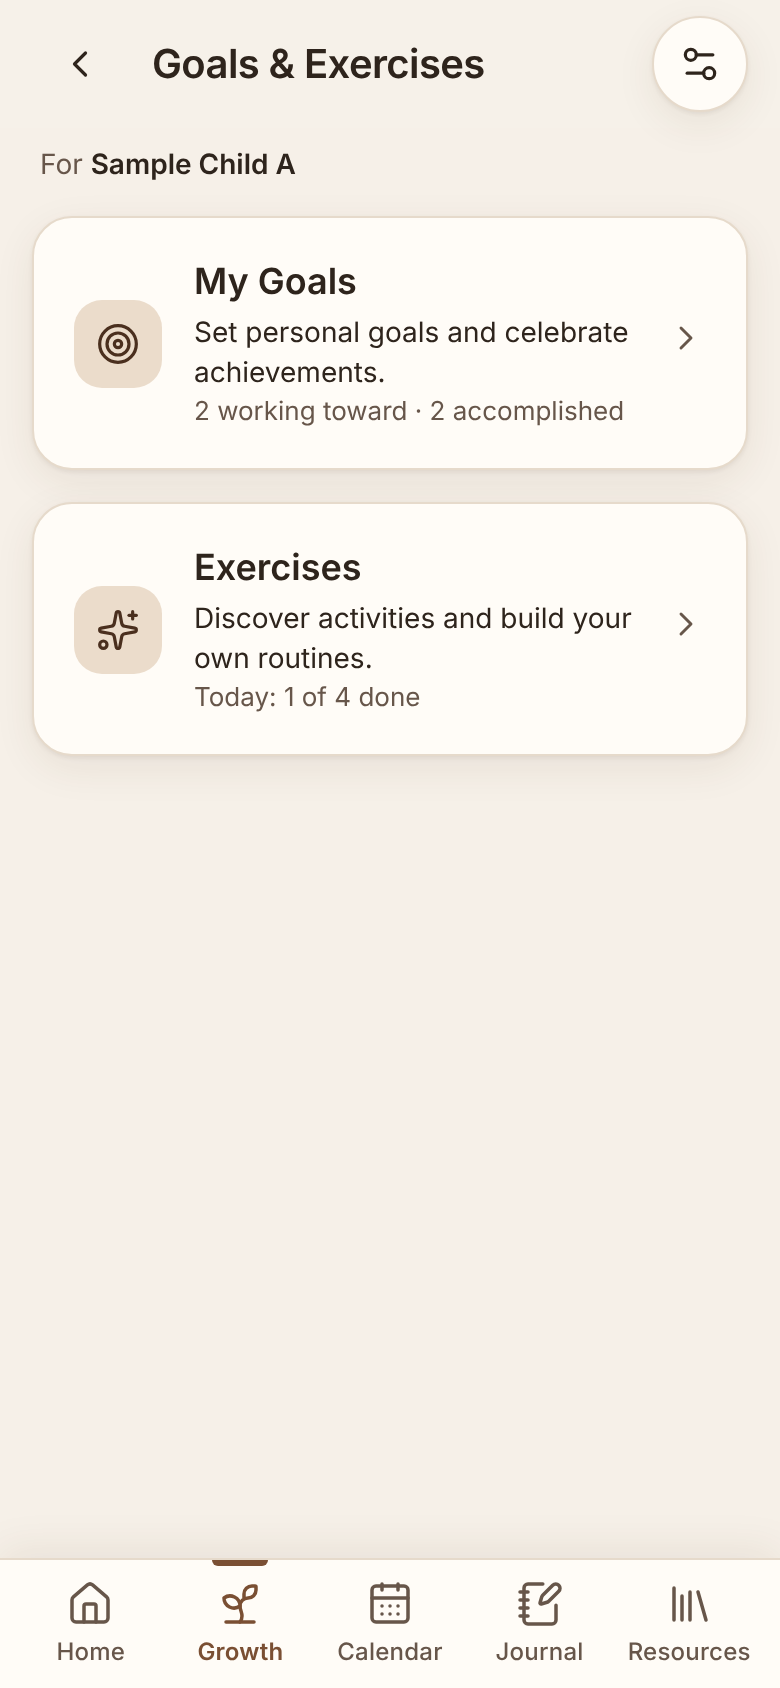 Goals & Exercises
For Sample Child A
My Goals
Set personal goals and celebrate
achievements.
2 working toward · 2 accomplished
Exercises
Discover activities and build your
own routines.
Today: 1 of 4 done
Home
Growth
Calendar
Journal
Resources